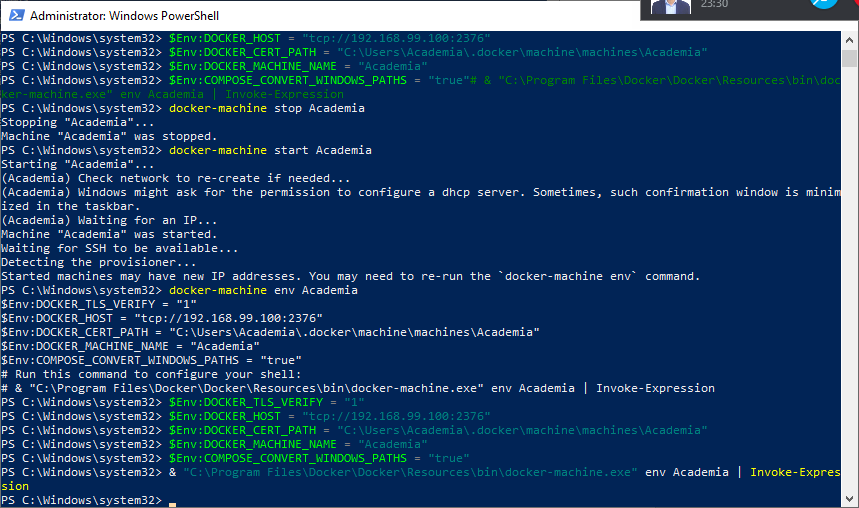 23:30
Administrator: Windows PowerShell
PS C:\Windows\system32> $Env:DOCKER_HOST = "tcp://192.168.99.100:2376"
PS C:\Windows\system32> $Env:DOCKER_CERT_PATH = "C:\Users\Academia\.docker\machine\machines\Academia"
PS C:\Windows\system32> $Env:DOCKER_MACHINE_NAME = "Academia"
PS C:\Windows\system32> $Env:COMPOSE_CONVERT_WINDOWS_PATHS = "true"# & "C:\Program Files\Docker\Docker\Resources\bin\doc
ker-machine.exe" env Academia | Invoke-Expression
PS C:\Windows\system32> docker-machine stop Academia
Stopping "Academia"...
Machine "Academia" was stopped.
PS C:\Windows\system32> docker-machine start Academia
Starting "Academia"...
(Academia) Check network to re-create if needed...
(Academia) Windows might ask for the permission to configure a dhcp server. Sometimes, such confirmation window is minim
ized in the taskbar.
(Academia) Waiting for an IP...
Machine "Academia" was started.
Waiting for SSH to be available...
Detecting the provisioner...
Started machines may have new IP addresses. You may need to re-run the `docker-machine env` command.
PS C:\Windows\system32> docker-machine env Academia
$Env:DOCKER_TLS_VERIFY = "1"
$Env:DOCKER_HOST = "tcp://192.168.99.100:2376"
$Env:DOCKER_CERT_PATH = "C:\Users\Academia\.docker\machine\machines\Academia"
$Env:DOCKER_MACHINE_NAME = "Academia"
$Env:COMPOSE_CONVERT_WINDOWS_PATHS = "true"
# Run this command to configure your shell:
# & "C:\Program Files\Docker\Docker\Resources\bin\docker-machine.exe" env Academia | Invoke-Expression
PS C:\Windows\system32> $Env:DOCKER_TLS_VERIFY = "1"
PS C:\Windows\system32> $Env:DOCKER_HOST = "tcp://192.168.99.100:2376"
PS C:\Windows\system32> $Env:DOCKER_CERT_PATH = "C:\Users\Academia\.docker\machine\machines\Academia"
PS C:\Windows\system32> $Env:DOCKER_MACHINE_NAME = "Academia"
PS C:\Windows\system32> $Env:COMPOSE_CONVERT_WINDOWS_PATHS = "true"
PS C:\Windows\system32> & "C:\Program Files\Docker\Docker\Resources\bin\docker-machine.exe" env Academia | Invoke-Expres
sion
PS C:\Windows\system32>